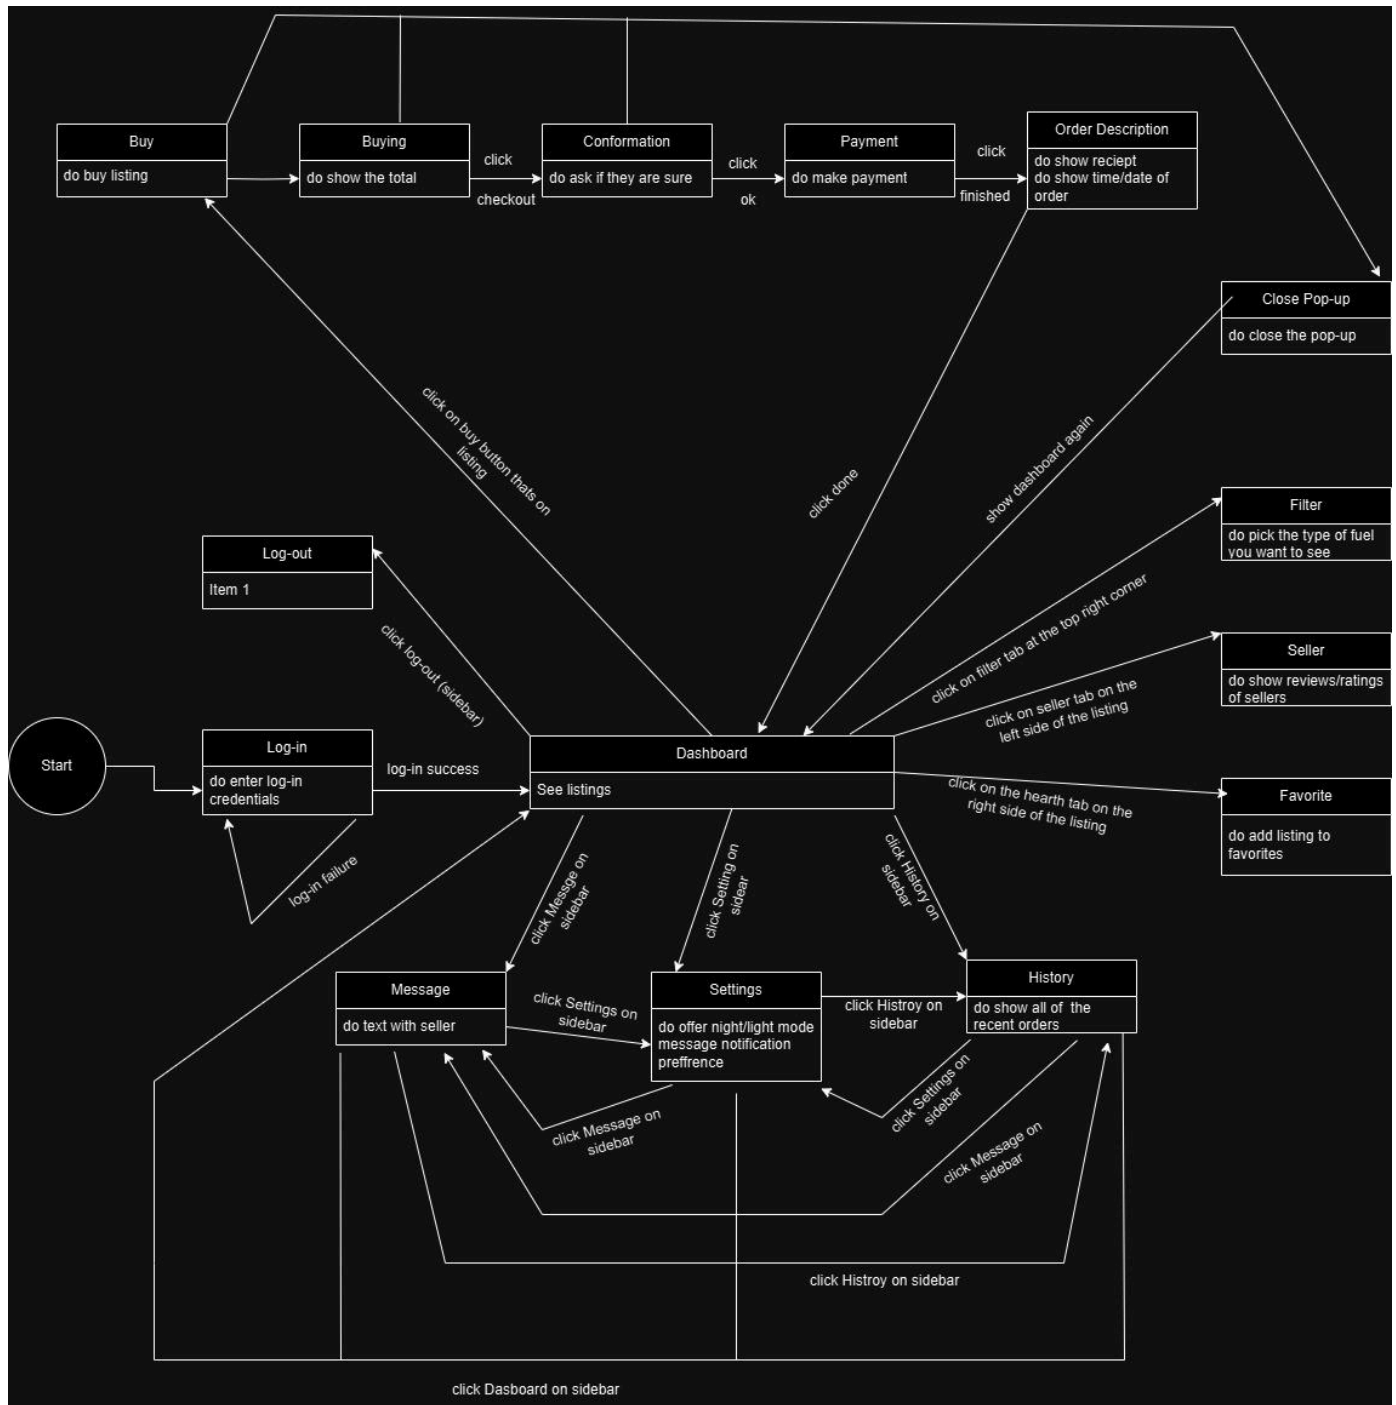 Buy
do buy listing
Buying
do show the total
click
checkout
Conformation
do ask if they are sure
click
ok
Payment
do make payment
click
finished
Order Description
do show reciept
do show time/date of
order
Close Pop-up
do close the pop-up
click on buy button thats on
listing
click done
show dashboard again
Filter
do pick the type of fuel
you want to see
Log-out
Item 1
click log-out (sidebar)
click on filter tab at the top right corner
Seller
do show reviews/ratings
of sellers
click on seller tab on the
left side of the listing
Start
Log-in
do enter log-in
credentials
log-in success
log-in failure
Dashboard
See listings
click on the hearth tab on the
right side of the listing
Favorite
do add listing to
favorites
click Messge on
sidebar
click Setting on
sidear
click History on
sidebar
Message
do text with seller
click Settings on
sidebar
Settings
do offer night/light mode
message notification
preffrence
click Histroy on
sidebar
History
do show all of  the
recent orders
click Message on
sidebar
click Settings on
sidebar
click Message on
sidebar
click Histroy on sidebar
click Dasboard on sidebar